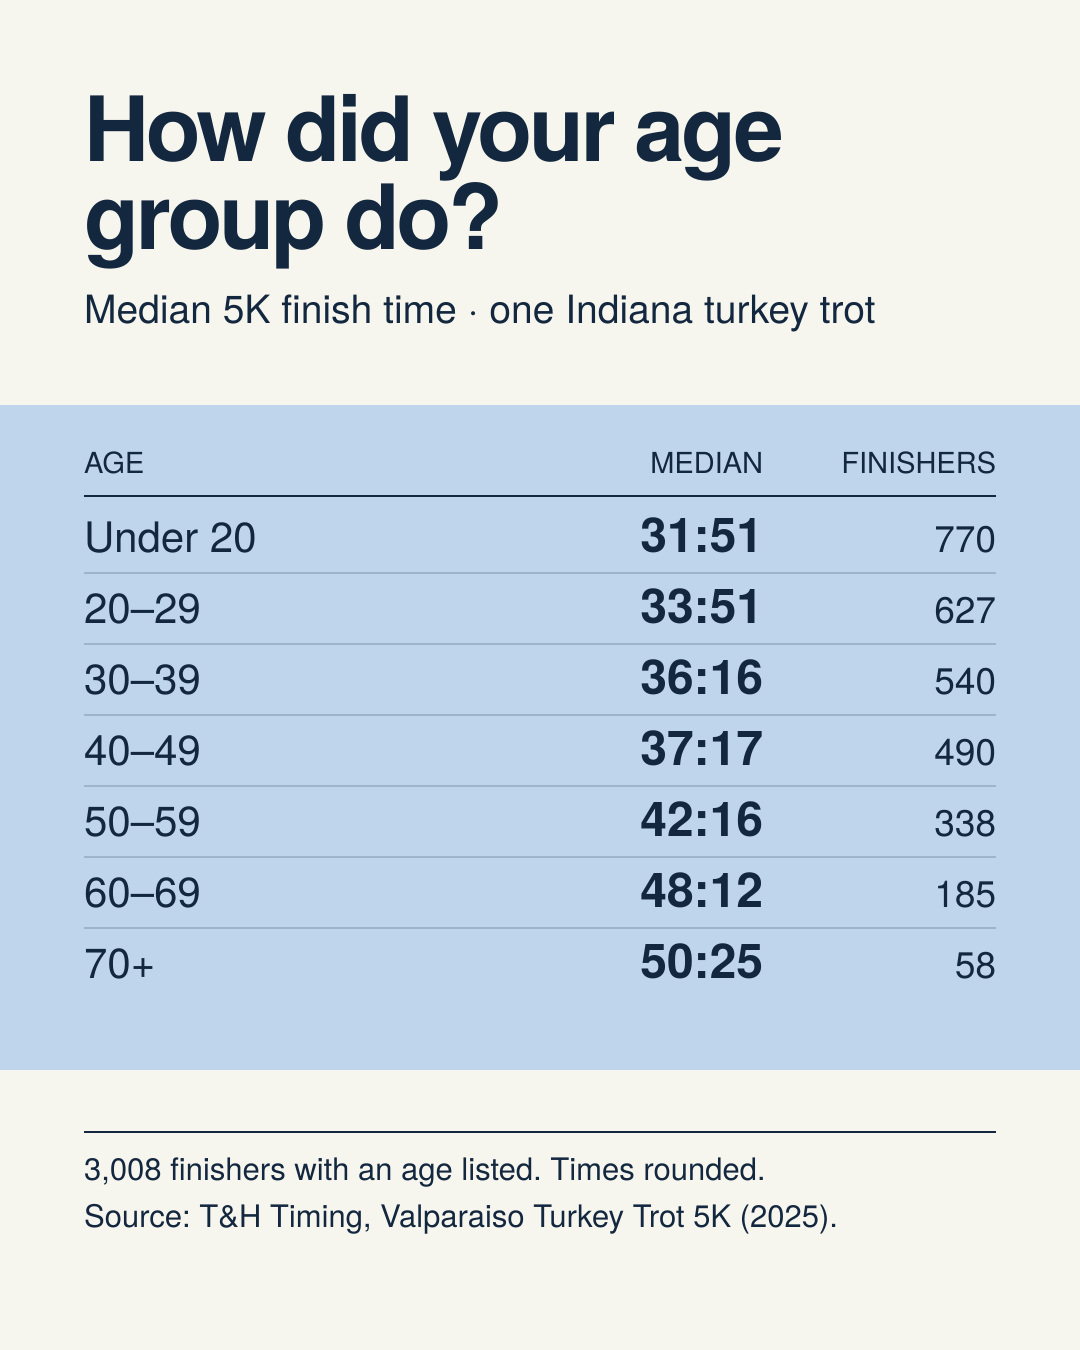 How did your age
group do?
Median 5K finish time · one Indiana turkey trot
AGE MEDIAN FINISHERS
Under 20 31:51 770
20–29 33:51 627
30–39 36:16 540
40–49 37:17 490
50–59 42:16 338
60–69 48:12 185
70+ 50:25 58
3,008 finishers with an age listed. Times rounded.
Source: T&H Timing, Valparaiso Turkey Trot 5K (2025).